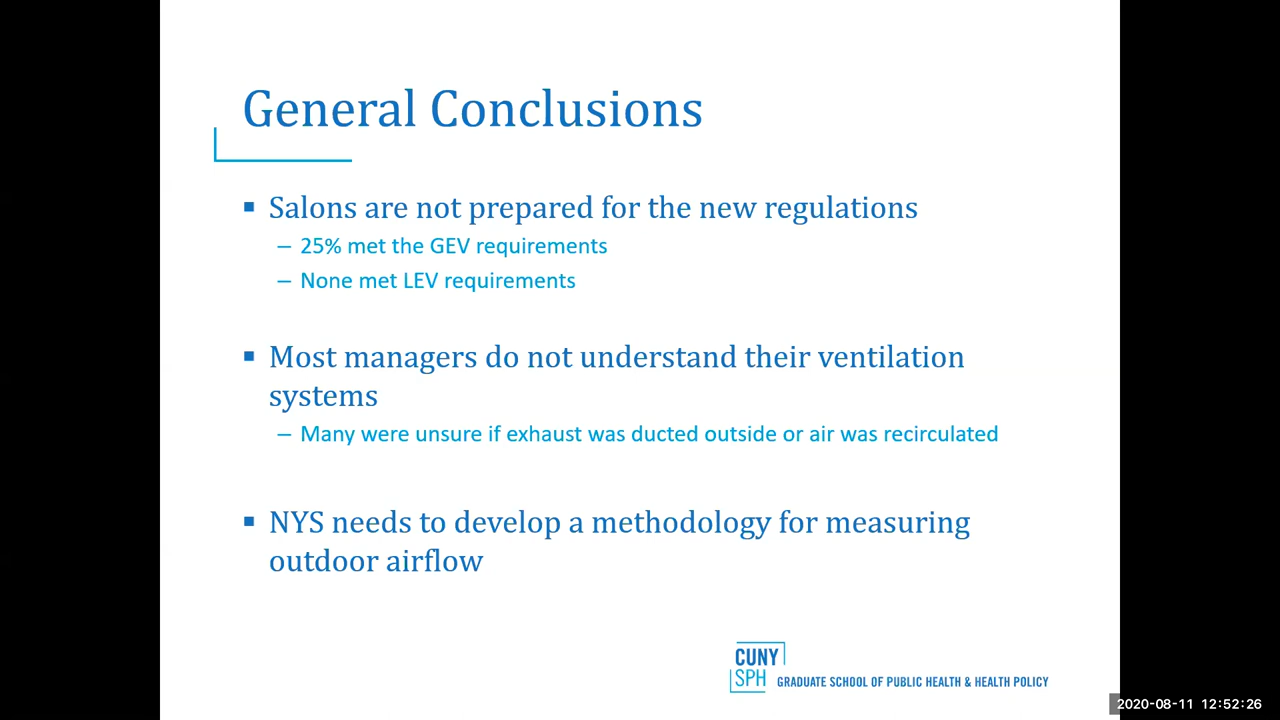 General Conclusions
▪ Salons are not prepared for the new regulations
– 25% met the GEV requirements
– None met LEV requirements
▪ Most managers do not understand their ventilation
systems
– Many were unsure if exhaust was ducted outside or air was recirculated
▪ NYS needs to develop a methodology for measuring
outdoor airflow
CUNY
SPH GRADUATE SCHOOL OF PUBLIC HEALTH & HEALTH POLICY
2020-08-11 12:52:26